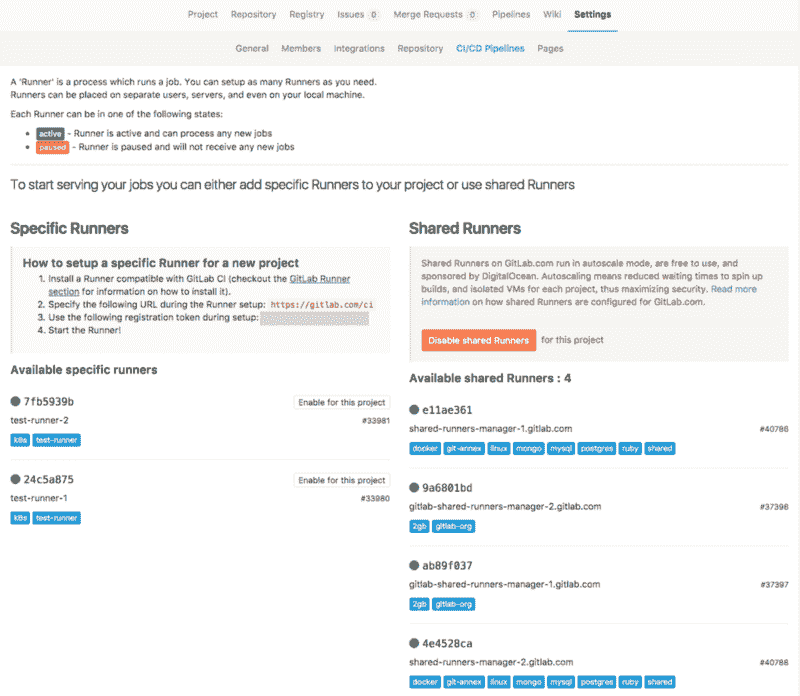 Project Repository Registry Issues 0 Merge Requests 0 Pipelines Wiki Settings
General Members Integrations Repository CI/CD Pipelines Pages
A 'Runner' is a process which runs a job. You can setup as many Runners as you need.
Runners can be placed on separate users, servers, and even on your local machine.
Each Runner can be in one of the following states:
active - Runner is active and can process any new jobs
paused - Runner is paused and will not receive any new jobs
To start serving your jobs you can either add specific Runners to your project or use shared Runners
Specific Runners
How to setup a specific Runner for a new project
1. Install a Runner compatible with GitLab CI (checkout the GitLab Runner
section for information on how to install it).
2. Specify the following URL during the Runner setup: https://gitlab.com/ci
3. Use the following registration token during setup:
4. Start the Runner!
Available specific runners
7fb5939b Enable for this project
test-runner-2 #33981
k8s test-runner
24c5a875 Enable for this project
test-runner-1 #33980
k8s test-runner
Shared Runners
Shared Runners on GitLab.com run in autoscale mode, are free to use, and
sponsored by DigitalOcean. Autoscaling means reduced waiting times to spin up
builds, and isolated VMs for each project, thus maximizing security. Read more
information on how shared Runners are configured for GitLab.com.
Disable shared Runners for this project
Available shared Runners : 4
e11ae361
shared-runners-manager-1.gitlab.com #40786
docker git-annex linux mongo mysql postgres ruby shared
9a6801bd
gitlab-shared-runners-manager-2.gitlab.com #37398
2gb gitlab-org
ab89f037
gitlab-shared-runners-manager-1.gitlab.com #37397
2gb gitlab-org
4e4528ca
shared-runners-manager-2.gitlab.com #40788
docker git-annex linux mongo mysql postgres ruby shared